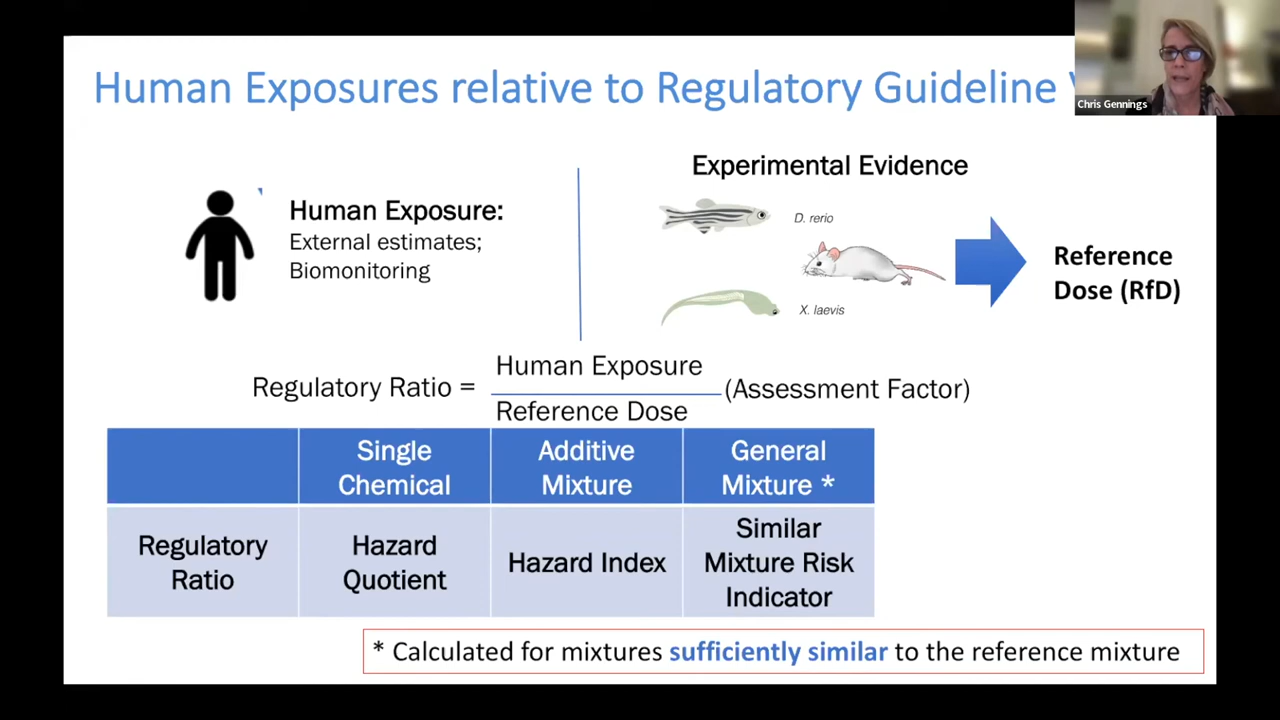 Human Exposures relative to Regulatory Guideline
Chris Gennings
Human Exposure:
External estimates;
Biomonitoring
Experimental Evidence
D. rerio
X. laevis
Reference
Dose (RfD)
Regulatory Ratio =
Human Exposure
Reference Dose
(Assessment Factor)
Single
Chemical
Additive
Mixture
General
Mixture *
Regulatory
Ratio
Hazard
Quotient
Hazard Index
Similar
Mixture Risk
Indicator
* Calculated for mixtures sufficiently similar to the reference mixture